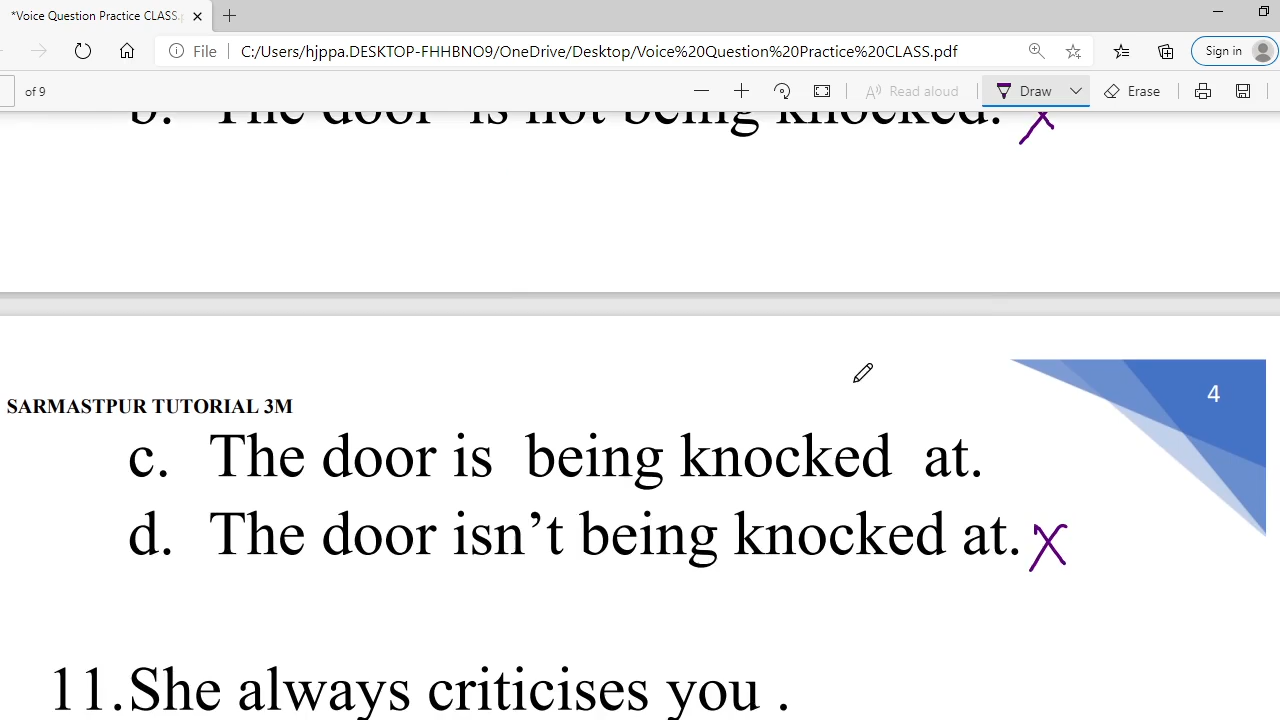 *Voice Question Practice CLASS.p
File C:/Users/hjppa.DESKTOP-FHHBNO9/OneDrive/Desktop/Voice%20Question%20Practice%20CLASS.pdf Sign in
of 9 Read aloud Draw Erase
b. The door is not being knocked. X
4
SARMASTPUR TUTORIAL 3M
c. The door is being knocked at.
d. The door isn’t being knocked at. X
11.She always criticises you .